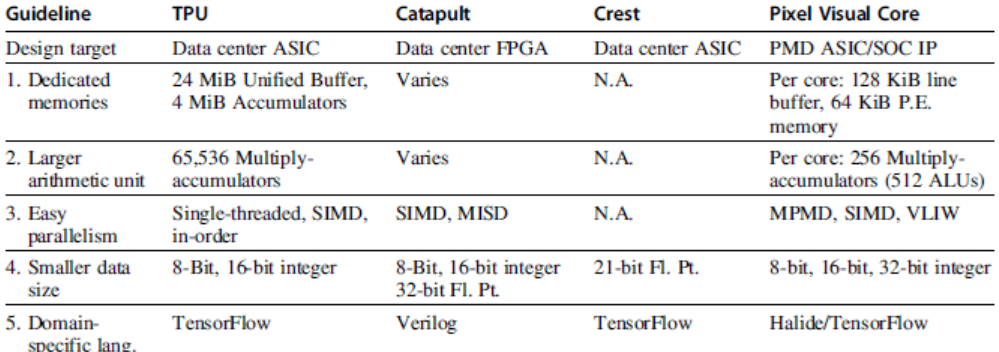 Guideline TPU Catapult Crest Pixel Visual Core
Design target Data center ASIC Data center FPGA Data center ASIC PMD ASIC/SOC IP
1. Dedicated 24 MiB Unified Buffer, Varies N.A. Per core: 128 KiB line
memories 4 MiB Accumulators buffer, 64 KiB P.E.
memory
2. Larger 65,536 Multiply- Varies N.A. Per core: 256 Multiply-
arithmetic unit accumulators accumulators (512 ALUs)
3. Easy Single-threaded, SIMD, SIMD, MISD N.A. MPMD, SIMD, VLIW
parallelism in-order
4. Smaller data 8-Bit, 16-bit integer 8-Bit, 16-bit integer 21-bit Fl. Pt. 8-bit, 16-bit, 32-bit integer
size 32-bit Fl. Pt.
5. Domain- TensorFlow Verilog TensorFlow Halide/TensorFlow
specific lang.